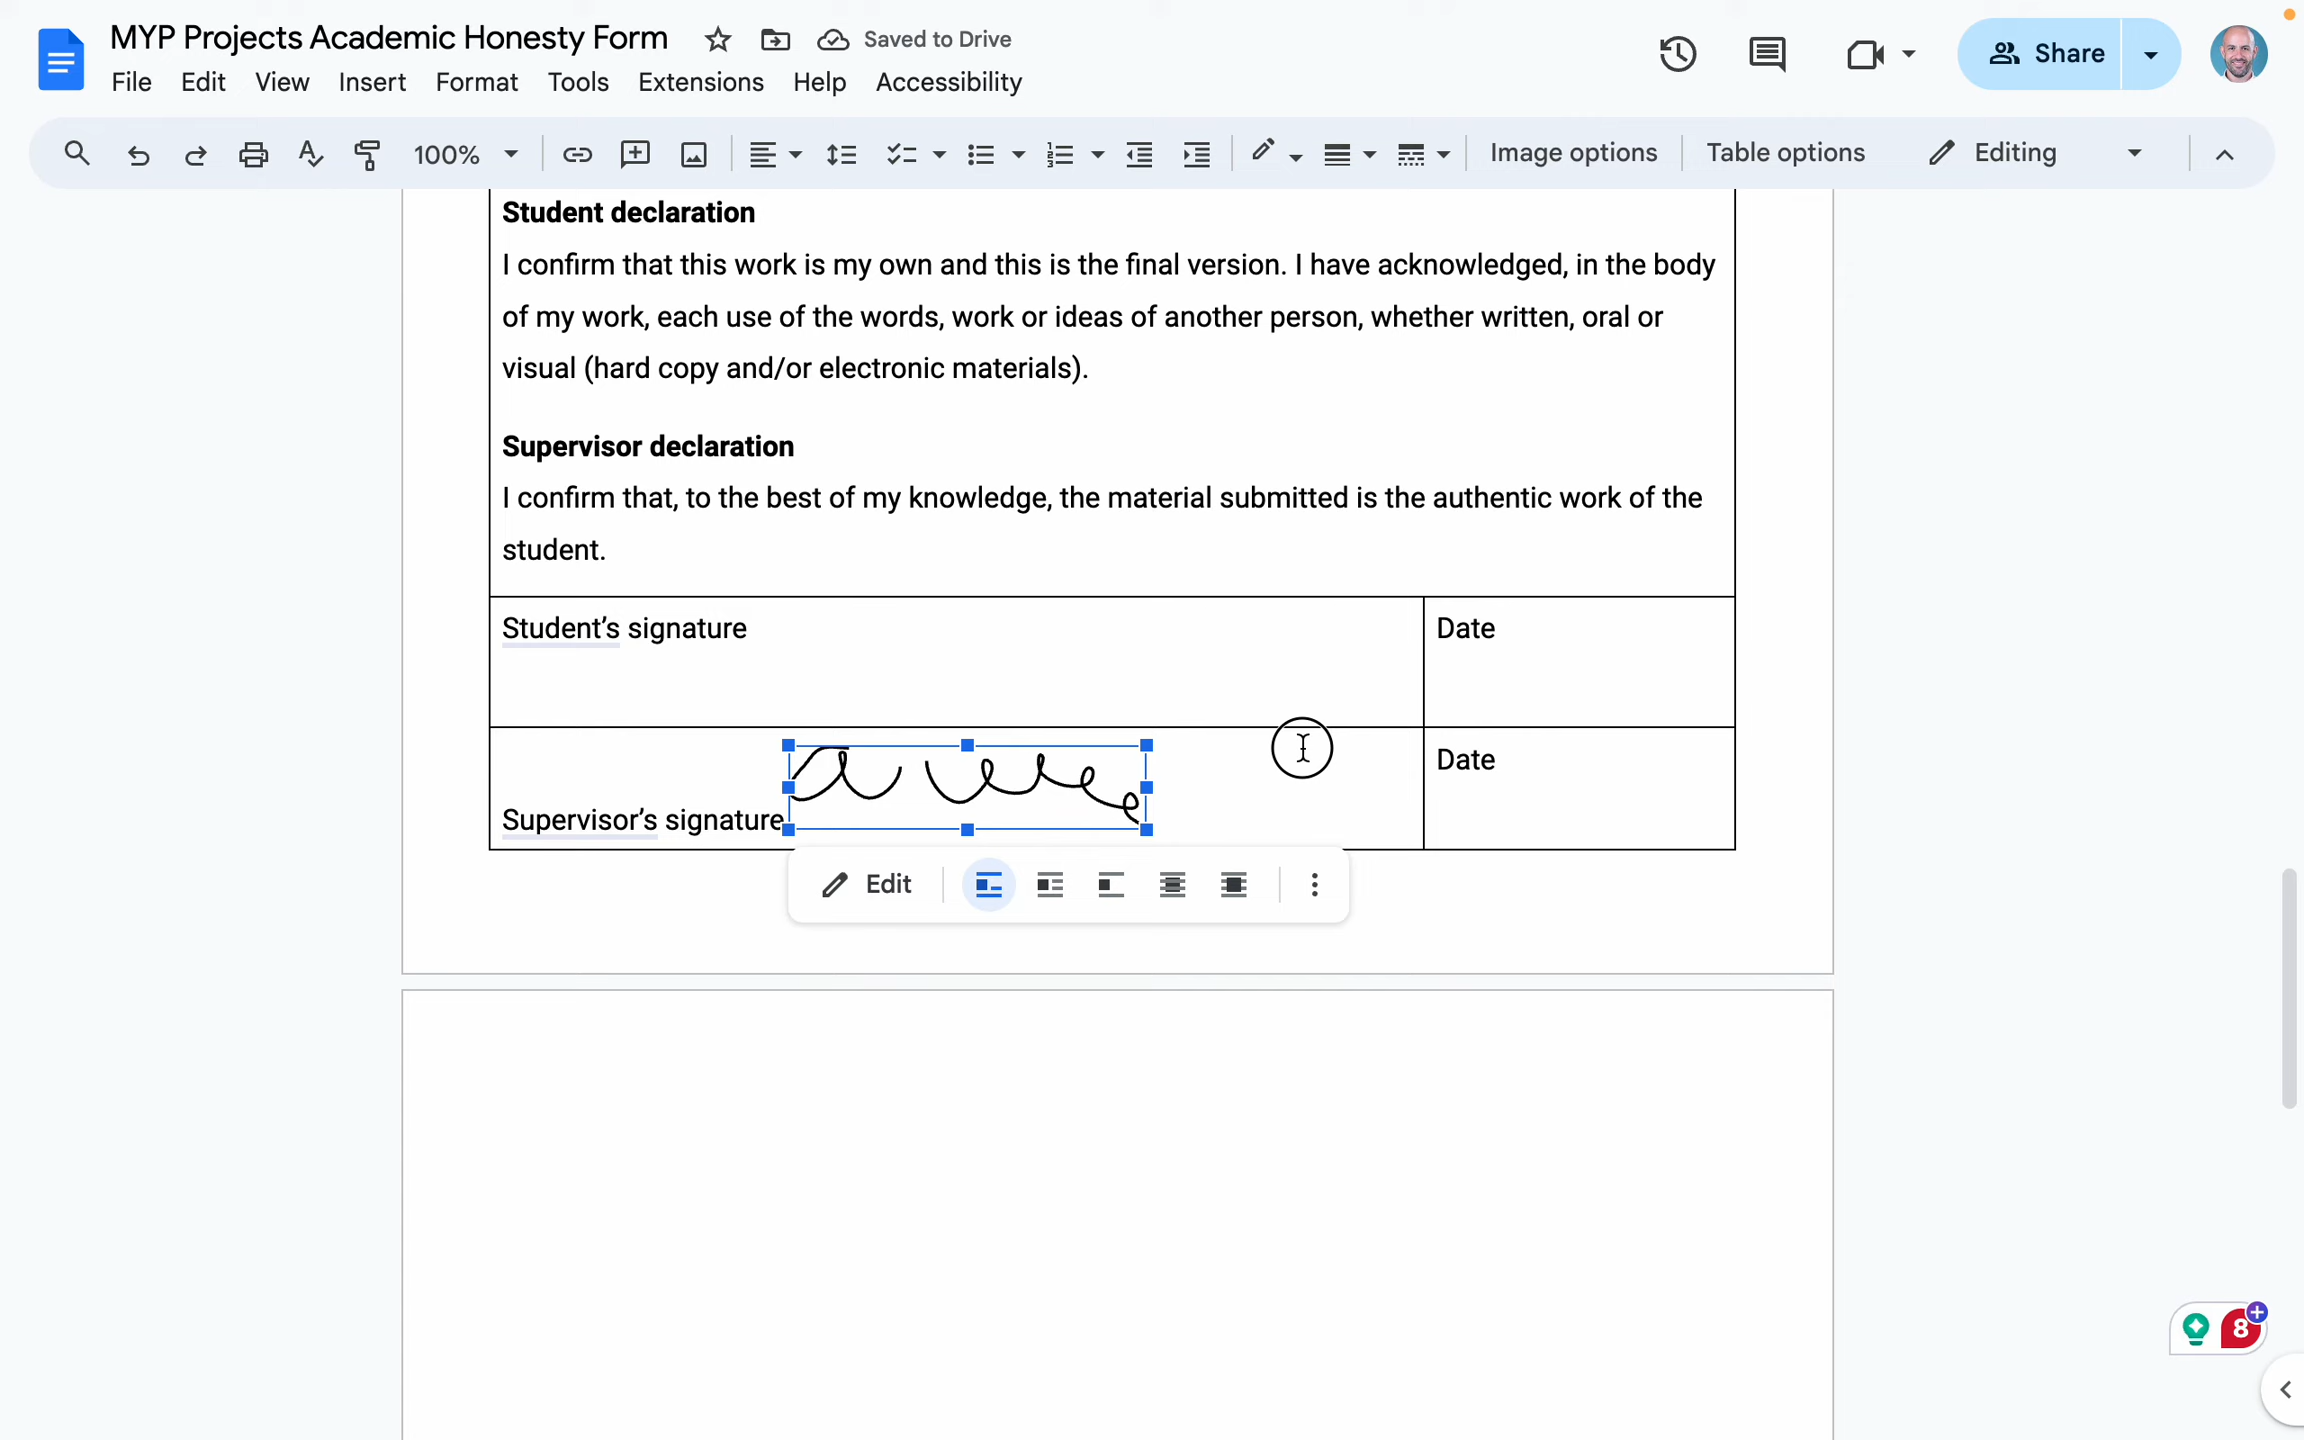 MYP Projects Academic Honesty Form Saved to Drive
File Edit View Insert Format Tools Extensions Help Accessibility
Share
100% Image options Table options Editing
Student declaration
I confirm that this work is my own and this is the final version. I have acknowledged, in the body
of my work, each use of the words, work or ideas of another person, whether written, oral or
visual (hard copy and/or electronic materials).
Supervisor declaration
I confirm that, to the best of my knowledge, the material submitted is the authentic work of the
student.
Student’s signature Date
Supervisor’s signature Date
Edit
8